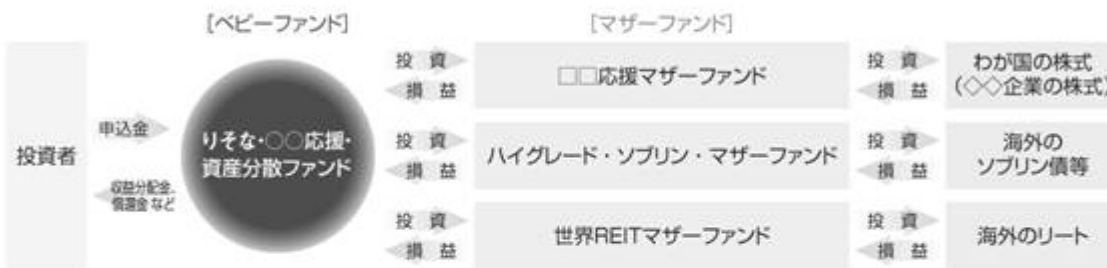 [ベビーファンド]
[マザーファンド]
投資者
申込金
収益分配金、
償還金 など
りそな・○○応援・
資産分散ファンド
投 資
損 益
□□応援マザーファンド
投 資
損 益
わが国の株式
(◇◇企業の株式)
投 資
損 益
ハイグレード・ソブリン・マザーファンド
投 資
損 益
海外の
ソブリン債等
投 資
損 益
世界REITマザーファンド
投 資
損 益
海外のリート